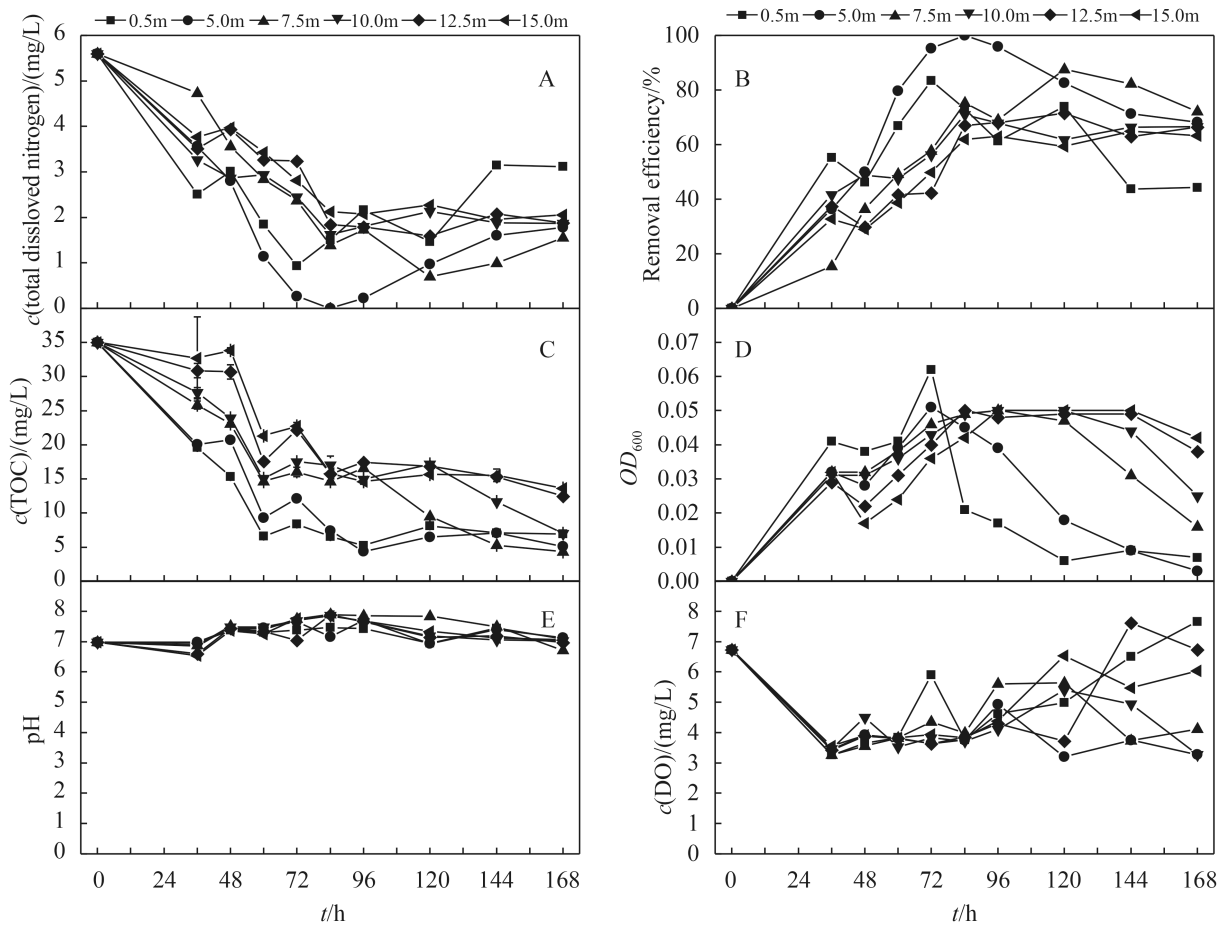 0.5m 5.0m 7.5m 10.0m 12.5m 15.0m
0.5m 5.0m 7.5m 10.0m 12.5m 15.0m
c(total dissloved nitrogen)/(mg/L)
6
5
4
3
2
1
0
A
Removal efficiency/%
100
80
60
40
20
0
B
c(TOC)/(mg/L)
35
30
25
20
15
10
5
0
C
OD600
0.07
0.06
0.05
0.04
0.03
0.02
0.01
0.00
D
pH
8
7
6
5
4
3
2
1
0
E
0 24 48 72 96 120 144 168
t/h
c(DO)/(mg/L)
8
7
6
5
4
3
2
1
0
F
0 24 48 72 96 120 144 168
t/h